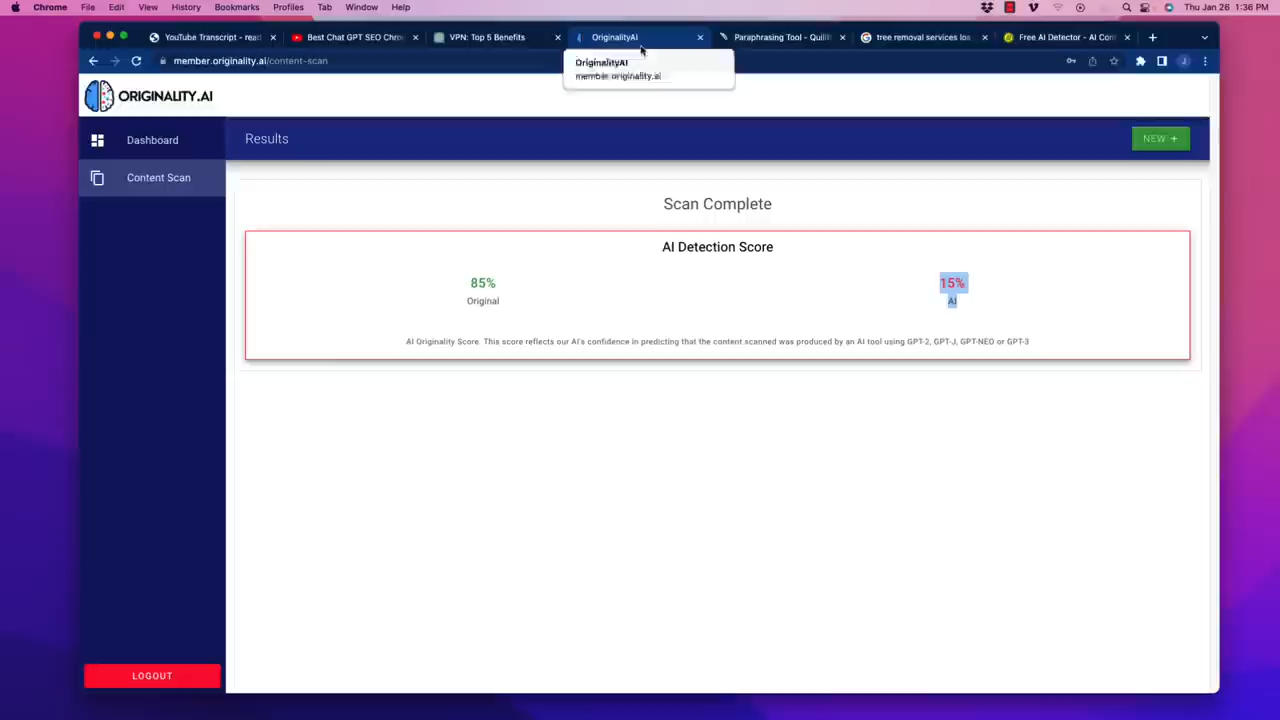 Chrome File Edit View History Bookmarks Profiles Tab Window Help Thu Jan 26 1:36 PM
YouTube Transcript - read Best Chat GPT SEO Chro VPN: Top 5 Benefits OriginalityAI Paraphrasing Tool - Quill tree removal services los Free AI Detector - AI Con
member.originality.ai/content-scan
OriginalityAI
member.originality.ai
ORIGINALITY.AI
Dashboard
Content Scan
Results
NEW +
Scan Complete
AI Detection Score
85%
Original
15%
AI
AI Originality Score. This score reflects our AI's confidence in predicting that the content scanned was produced by an AI tool using GPT-2, GPT-J, GPT-NEO or GPT-3
LOGOUT